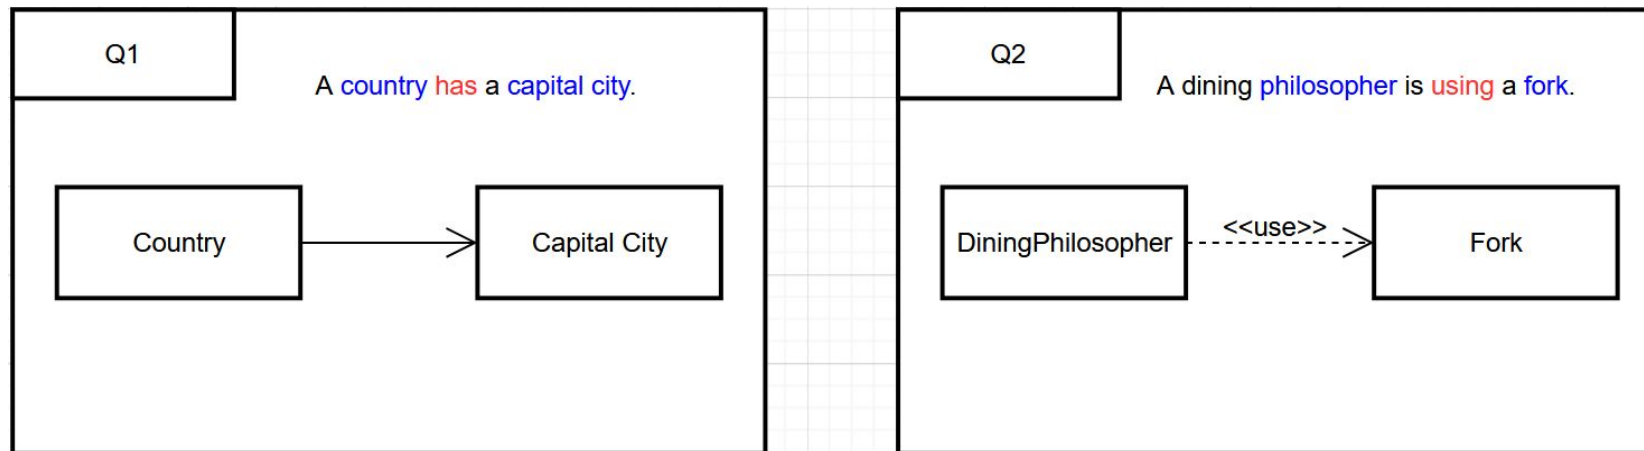 Q1
A country has a capital city.
Country
Capital City
Q2
A dining philosopher is using a fork.
DiningPhilosopher
<<use>>
Fork